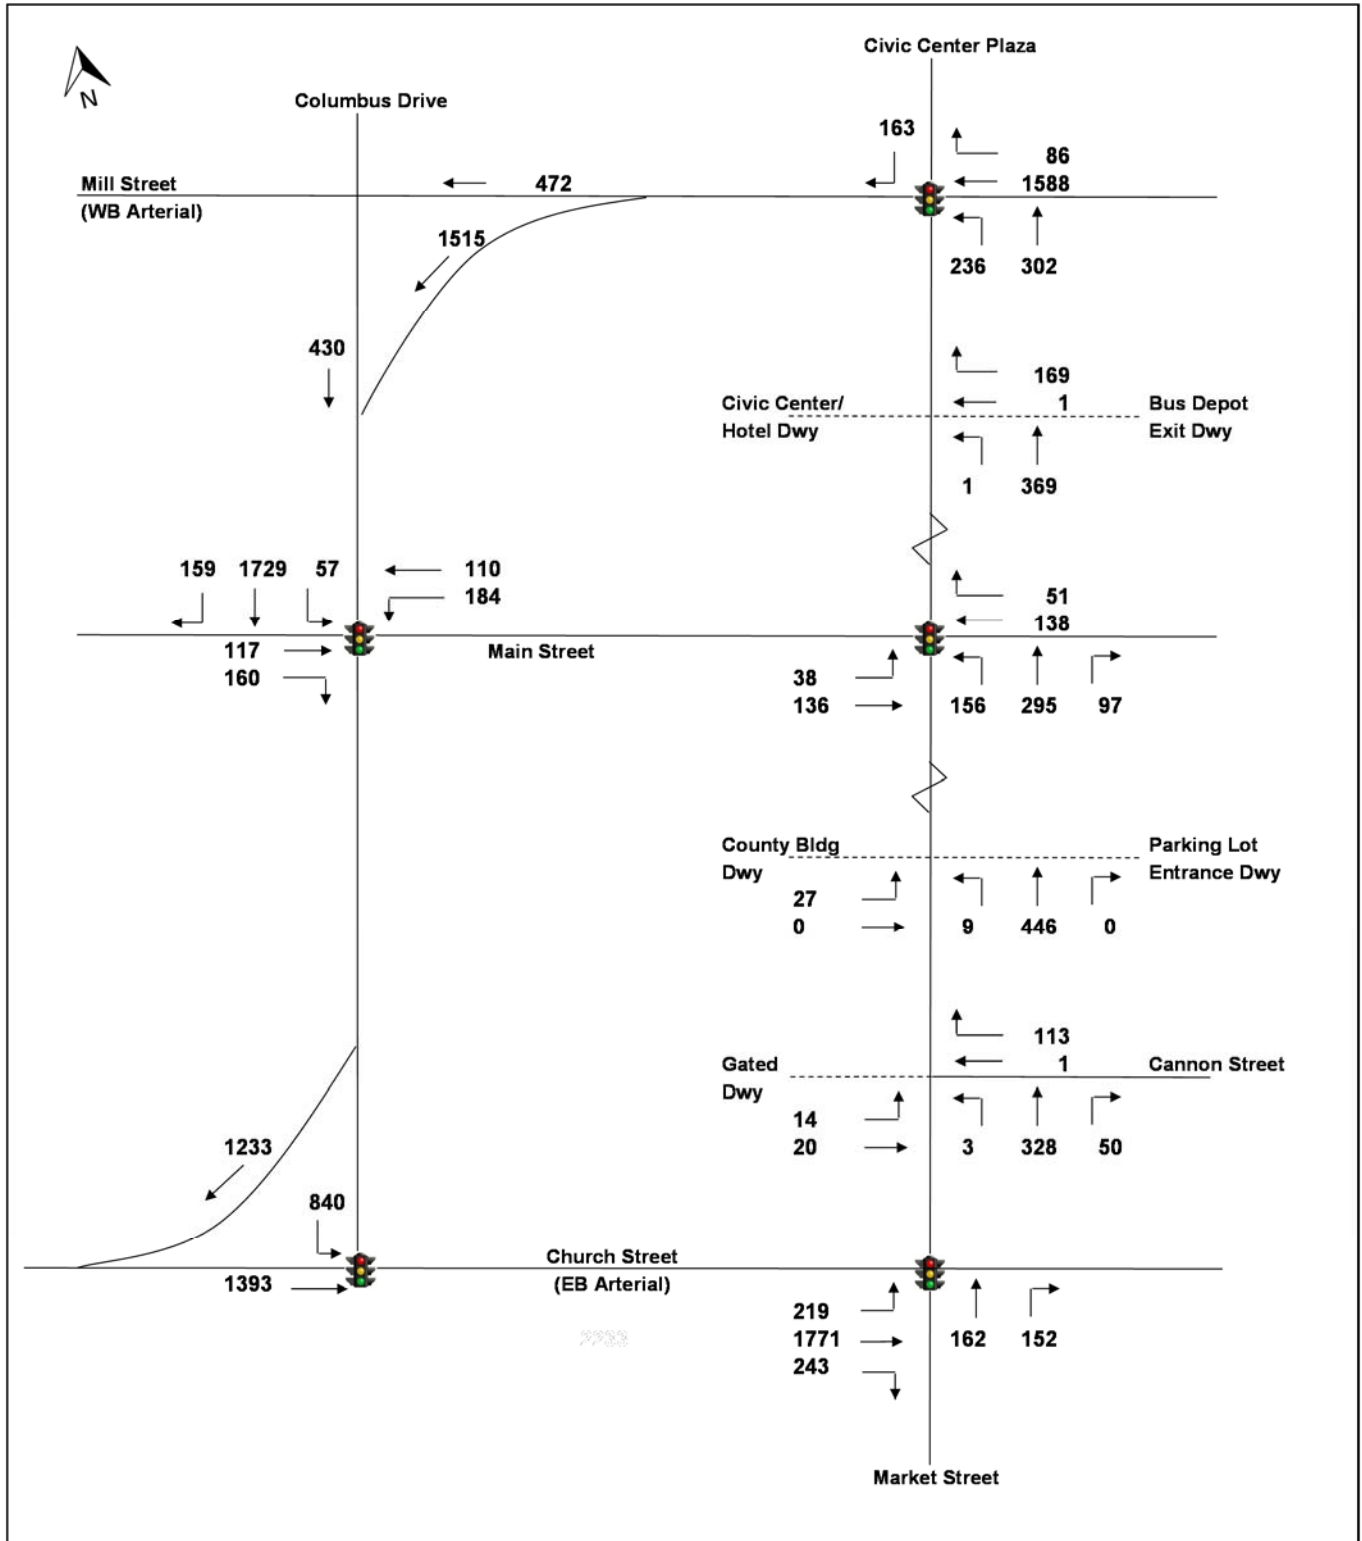 Civic Center Plaza
Columbus Drive
N
163
86
Mill Street
472
1588
(WB Arterial)
1515
236 302
430
169
Civic Center/
1
Bus Depot
Hotel Dwy
Exit Dwy
1 369
159 1729 57
110
51
184
138
117
Main Street
160
38
136
156 295 97
County Bldg
Parking Lot
Dwy
Entrance Dwy
27
0
9 446 0
113
Gated
1
Cannon Street
Dwy
14
20
3 328 50
1233
840
Church Street
1393
(EB Arterial)
219
2233
1771
162 152
243
Market Street